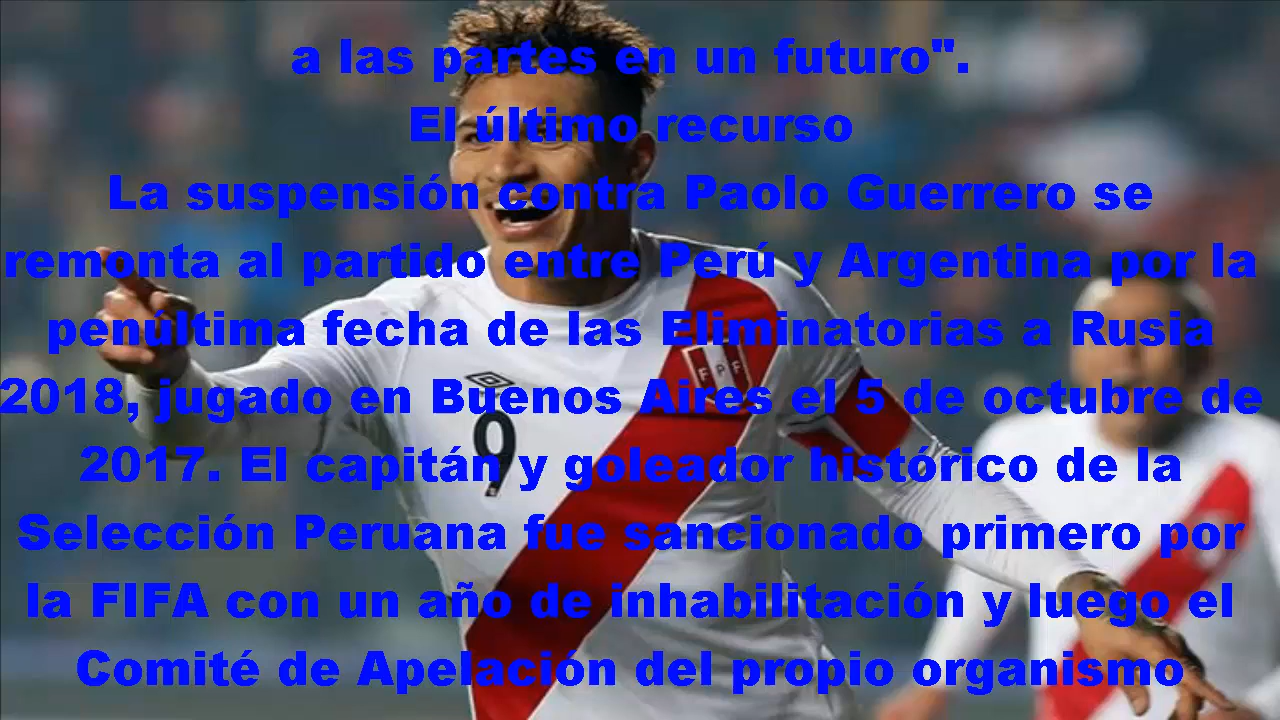 a las partes en un futuro".
El último recurso
La suspensión contra Paolo Guerrero se
remonta al partido entre Perú y Argentina por la
penúltima fecha de las Eliminatorias a Rusia
2018, jugado en Buenos Aires el 5 de octubre de
2017. El capitán y goleador histórico de la
Selección Peruana fue sancionado primero por
la FIFA con un año de inhabilitación y luego el
Comité de Apelación del propio organismo
FPF
9